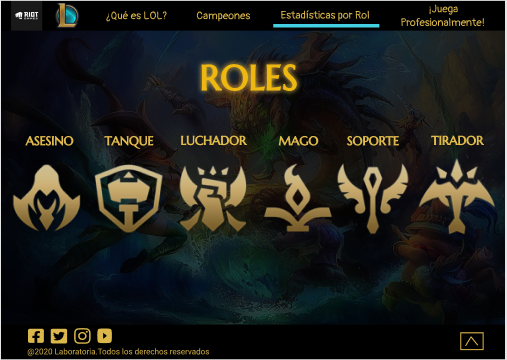 RIOT
¿Qué es LOL?
Campeones
Estadísticas por Rol
¡Juega
Profesionalmente!
ROLES
ASESINO TANQUE LUCHADOR MAGO SOPORTE TIRADOR
@2020 Laboratoria.Todos los derechos reservados